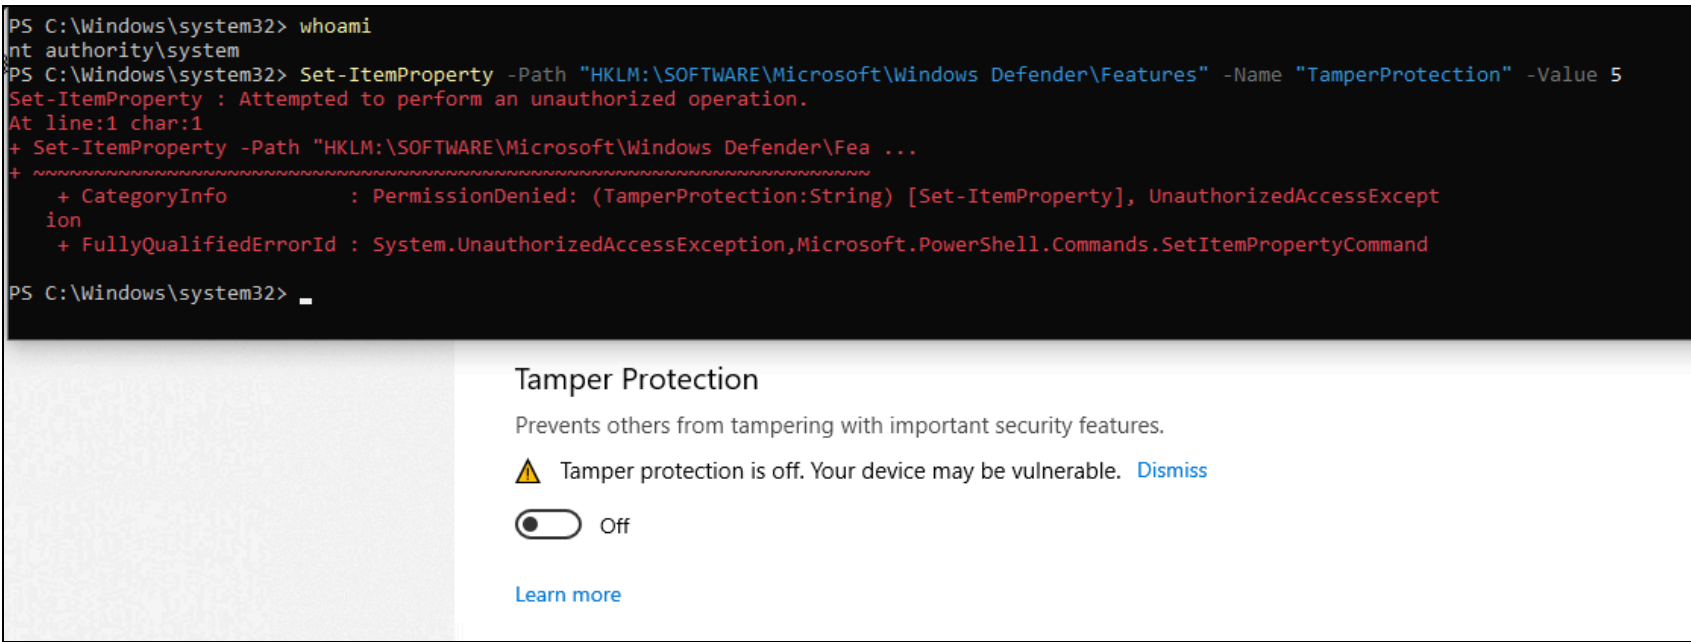 PS C:\Windows\system32> whoami
nt authority\system
PS C:\Windows\system32> Set-ItemProperty -Path "HKLM:\SOFTWARE\Microsoft\Windows Defender\Features" -Name "TamperProtection" -Value 5
Set-ItemProperty : Attempted to perform an unauthorized operation.
At line:1 char:1
+ Set-ItemProperty -Path "HKLM:\SOFTWARE\Microsoft\Windows Defender\Fea ...
+ ~~~~~~~~~~~~~~~~~~~~~~~~~~~~~~~~~~~~~~~~~~~~~~~~~~~~~~~~~~~~~~~~~~~~~
    + CategoryInfo          : PermissionDenied: (TamperProtection:String) [Set-ItemProperty], UnauthorizedAccessExcept
   ion
    + FullyQualifiedErrorId : System.UnauthorizedAccessException,Microsoft.PowerShell.Commands.SetItemPropertyCommand
PS C:\Windows\system32> _
Tamper Protection
Prevents others from tampering with important security features.
Tamper protection is off. Your device may be vulnerable. Dismiss
Off
Learn more